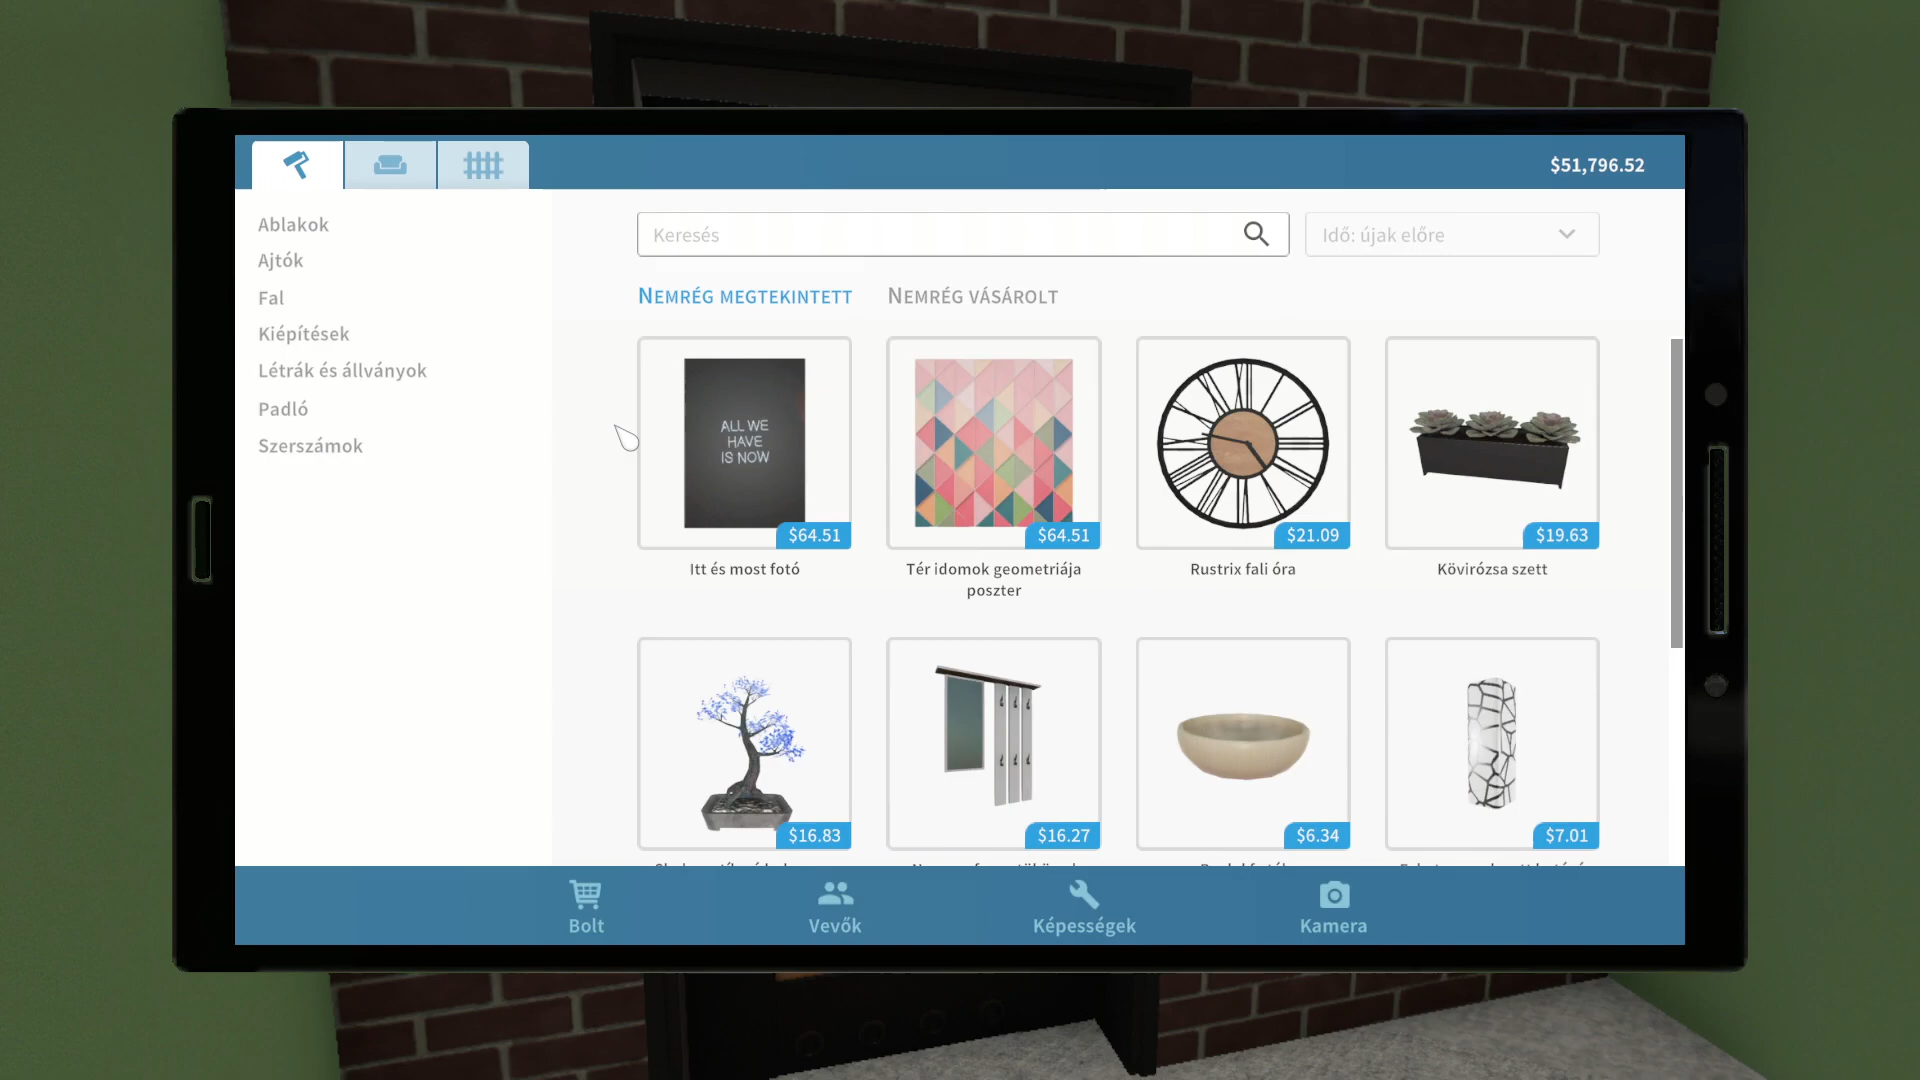 $51,796.52
Ablakok
Ajtók
Fal
Kiépítések
Létrák és állványok
Padló
Szerszámok
Keresés
Idő: újak előre
NEMRÉG MEGTEKINTETT
NEMRÉG VÁSÁROLT
ALL WE
HAVE
IS NOW
$64.51
Itt és most fotó
$64.51
Tér idomok geometriája
poszter
$21.09
Rustrix fali óra
$19.63
Kövirózsa szett
$16.83
$16.27
$6.34
$7.01
Bolt
Vevők
Képességek
Kamera